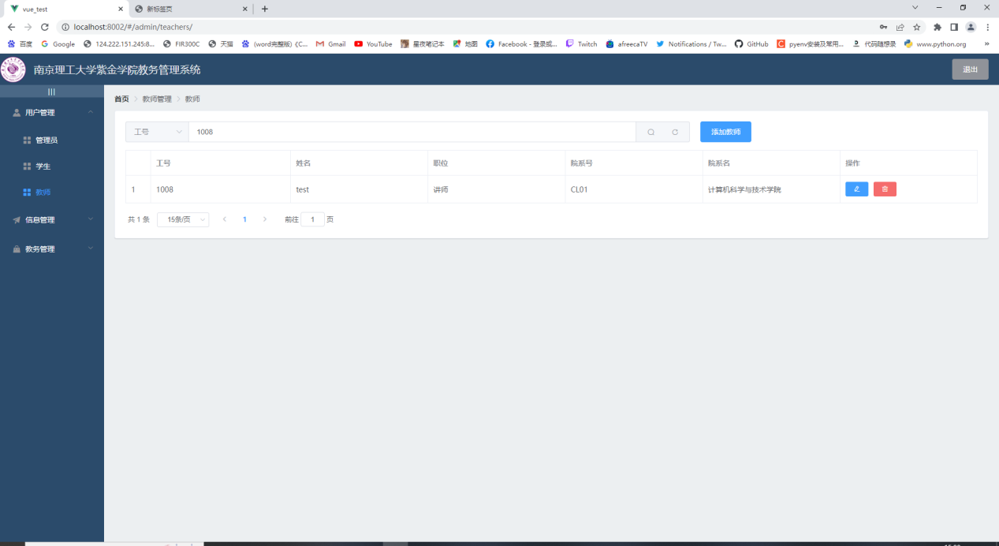 vue_test
新标签页
localhost:8002/#/admin/teachers/
百度 Google 124.222.151.245:8... FIR300C 天猫 (word完整版)《C... Gmail YouTube 星夜笔记本 地图 Facebook - 登录或... Twitch afreecaTV Notifications / Tw... GitHub pyenv安装及常用... 代码随想录 www.python.org »
南京理工大学紫金学院教务管理系统
退出
用户管理
管理员
学生
教师
信息管理
教务管理
首页 教师管理 教师
工号 1008 添加教师
工号 姓名 职位 院系号 院系名 操作
1 1008 test 讲师 CL01 计算机科学与技术学院
共 1 条 15条/页 1 前往 1 页